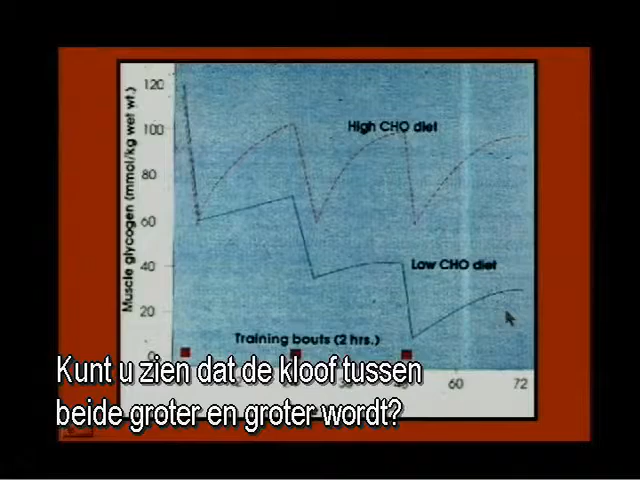 120
100
80
60
40
20
0
Muscle glycogen (mmol/kg wet wt.)
High CHO diet
Low CHO diet
Training bouts (2 hrs.)
60
72
Kunt u zien dat de kloof tussen
beide groter en groter wordt?